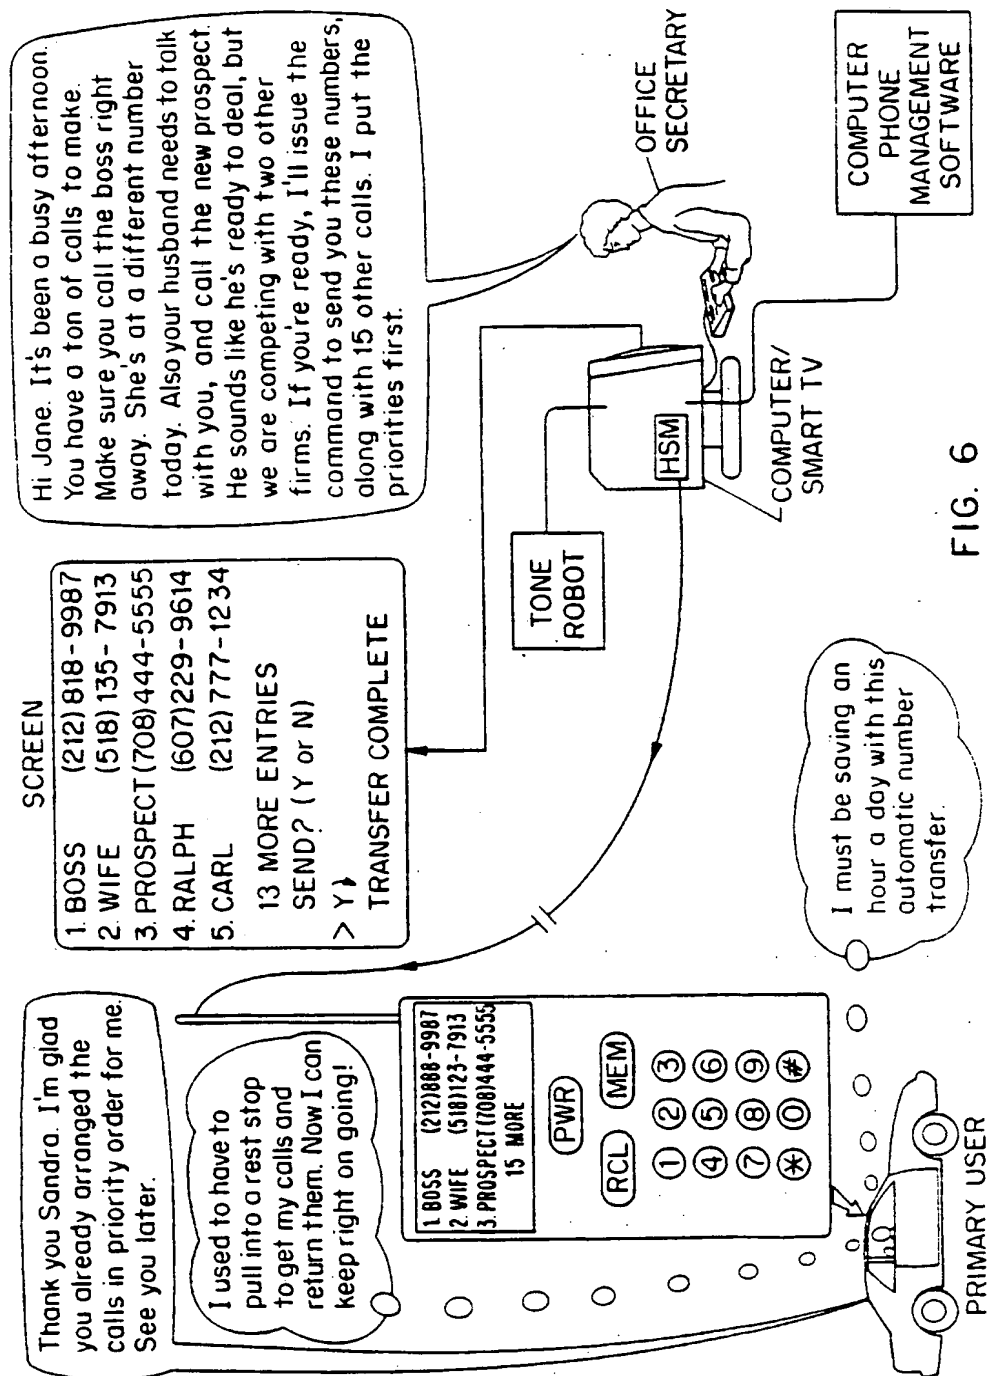 Thank you Sandra. I'm glad
you already arranged the
calls in priority order for me.
See you later.
I used to have to
pull into a rest stop
to get my calls and
return them. Now I can
keep right on going!
1 BOSS (212)888-9987
2. WIFE (518)123-7913
3. PROSPECT(708)444-5555
15 MORE
PWR
RCL MEM
1 2 3
4 5 6
7 8 9
* 0 #
PRIMARY USER
SCREEN
1. BOSS (212)818-9987
2. WIFE (518)135-7913
3. PROSPECT(708)444-5555
4. RALPH (607)229-9614
5. CARL (212)777-1234
13 MORE ENTRIES
SEND? (Y or N)
> Y
TRANSFER COMPLETE
I must be saving an
hour a day with this
automatic number
transfer.
Hi Jane. It's been a busy afternoon.
You have a ton of calls to make.
Make sure you call the boss right
away. She's at a different number
today. Also your husband needs to talk
with you, and call the new prospect.
He sounds like he's ready to deal, but
we are competing with two other
firms. If you're ready, I'll issue the
command to send you these numbers,
along with 15 other calls. I put the
priorities first.
TONE
ROBOT
HSM
COMPUTER/
SMART TV
OFFICE
SECRETARY
COMPUTER
PHONE
MANAGEMENT
SOFTWARE
FIG. 6